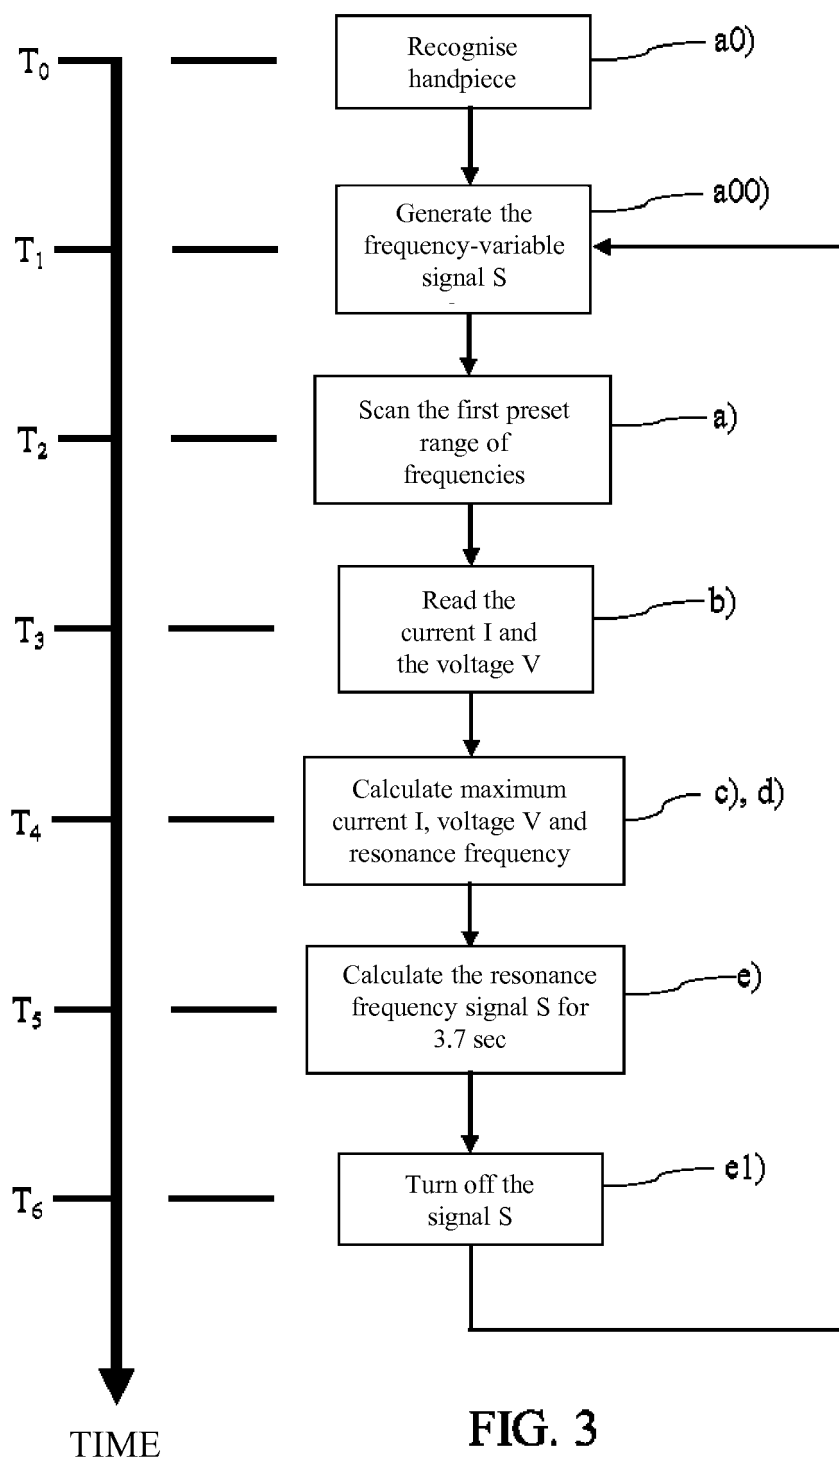 T0
Recognise
handpiece
a0)
T1
Generate the
frequency-variable
signal S
a00)
T2
Scan the first preset
range of
frequencies
a)
T3
Read the
current I and
the voltage V
b)
T4
Calculate maximum
current I, voltage V and
resonance frequency
c), d)
T5
Calculate the resonance
frequency signal S for
3.7 sec
e)
T6
Turn off the
signal S
e1)
TIME
FIG. 3